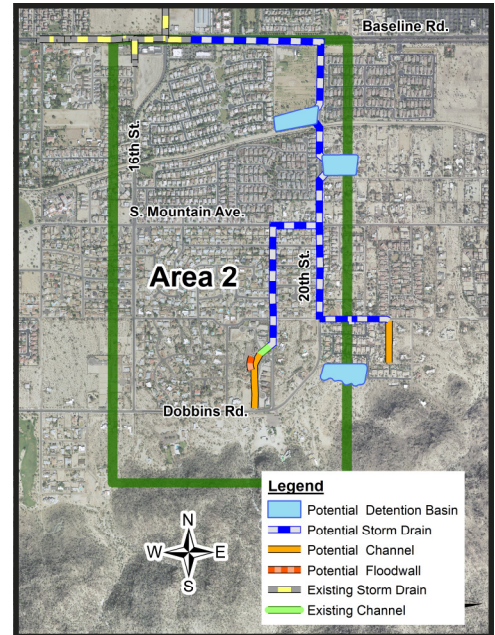 Baseline Rd.
16th St.
S. Mountain Ave.
Area 2
20th St.
Dobbins Rd.
Legend
Potential Detention Basin
Potential Storm Drain
Potential Channel
Potential Floodwall
Existing Storm Drain
Existing Channel
N
W E
S